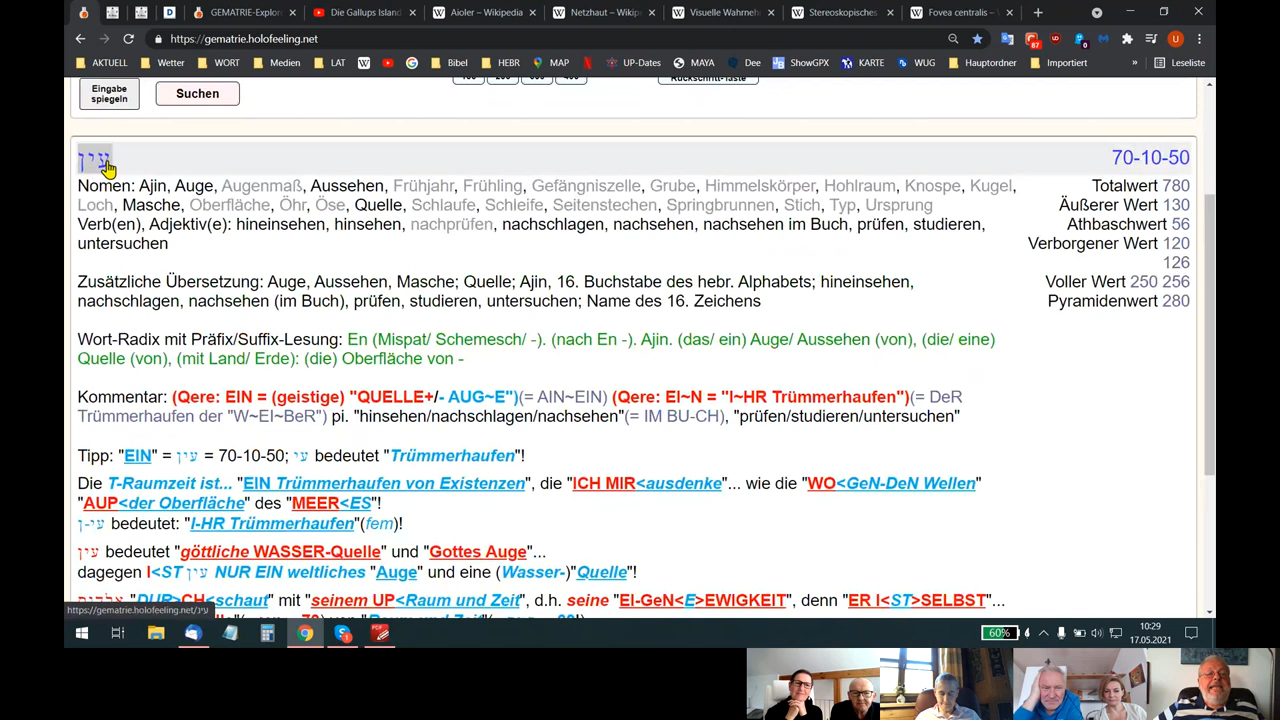 GEMATRIE-Explor
Die Gallups Island
Aioler – Wikipedia
Netzhaut – Wikipe
Visuelle Wahrneh
Stereoskopisches
Fovea centralis – V
https://gematrie.holofeeling.net
AKTUELL
Wetter
WORT
Medien
LAT
Bibel
HEBR
MAP
UP-Dates
MAYA
Dee
ShowGPX
KARTE
WUG
Hauptordner
Importiert
»
Leseliste
Eingabe spiegeln
Suchen
Rückschritt-Taste
עין
70-10-50
Nomen: Ajin, Auge, Augenmaß, Aussehen, Frühjahr, Frühling, Gefängniszelle, Grube, Himmelskörper, Hohlraum, Knospe, Kugel,
Loch, Masche, Oberfläche, Öhr, Öse, Quelle, Schlaufe, Schleife, Seitenstechen, Springbrunnen, Stich, Typ, Ursprung
Verb(en), Adjektiv(e): hineinsehen, hinsehen, nachprüfen, nachschlagen, nachsehen, nachsehen im Buch, prüfen, studieren,
untersuchen
Totalwert 780
Äußerer Wert 130
Athbaschwert 56
Verborgener Wert 120
126
Voller Wert 250 256
Pyramidenwert 280
Zusätzliche Übersetzung: Auge, Aussehen, Masche; Quelle; Ajin, 16. Buchstabe des hebr. Alphabets; hineinsehen,
nachschlagen, nachsehen (im Buch), prüfen, studieren, untersuchen; Name des 16. Zeichens
Wort-Radix mit Präfix/Suffix-Lesung: En (Mispat/ Schemesch/ -). (nach En -). Ajin. (das/ ein) Auge/ Aussehen (von), (die/ eine)
Quelle (von), (mit Land/ Erde): (die) Oberfläche von -
Kommentar: (Qere: EIN = (geistige) "QUELLE+/- AUG~E")(= AIN~EIN) (Qere: EI~N = "I~HR Trümmerhaufen")(= DeR
Trümmerhaufen der "W~EI~BeR") pi. "hinsehen/nachschlagen/nachsehen"(= IM BU-CH), "prüfen/studieren/untersuchen"
Tipp: "EIN" = עין = 70-10-50; עי bedeutet "Trümmerhaufen"!
Die T-Raumzeit ist... "EIN Trümmerhaufen von Existenzen", die "ICH MIR<ausdenke"... wie die "WO<GeN-DeN Wellen"
"AUP<der Oberfläche" des "MEER<ES"!
עי-ן bedeutet: "I-HR Trümmerhaufen"(fem)!
עין bedeutet "göttliche WASSER-Quelle" und "Gottes Auge"...
dagegen I<ST עין NUR EIN weltliches "Auge" und eine (Wasser-)"Quelle"!
"DUR>CH<schaut" mit "seinem UP<Raum und Zeit", d.h. seine "EI-GeN<E>EWIGKEIT", denn "ER I<ST>SELBST"...
https://gematrie.holofeeling.net/עינ
60%
10:29
17.05.2021